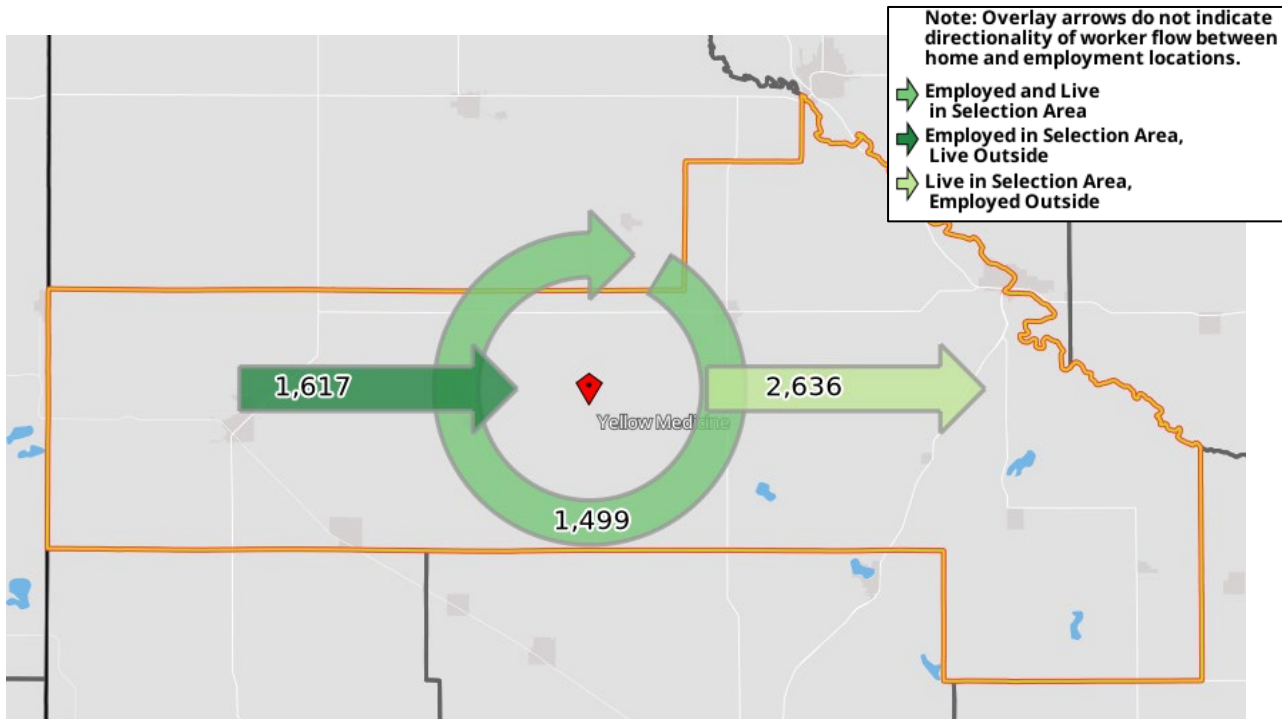 Note: Overlay arrows do not indicate
directionality of worker flow between
home and employment locations.
Employed and Live
in Selection Area
Employed in Selection Area,
Live Outside
Live in Selection Area,
Employed Outside
1,617
2,636
Yellow Medicine
1,499